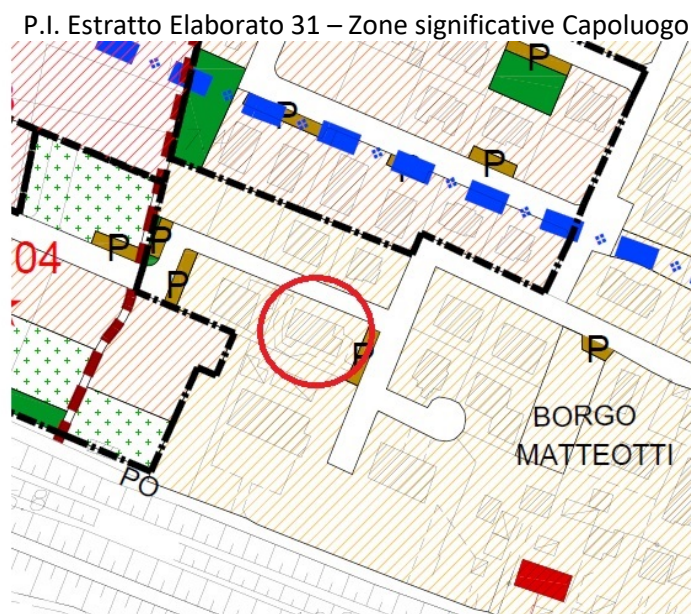 P.I. Estratto Elaborato 31 – Zone significative Capoluogo
P
P
P
P
P
P
04
P
P
P
BORGO
MATTEOTTI
PO